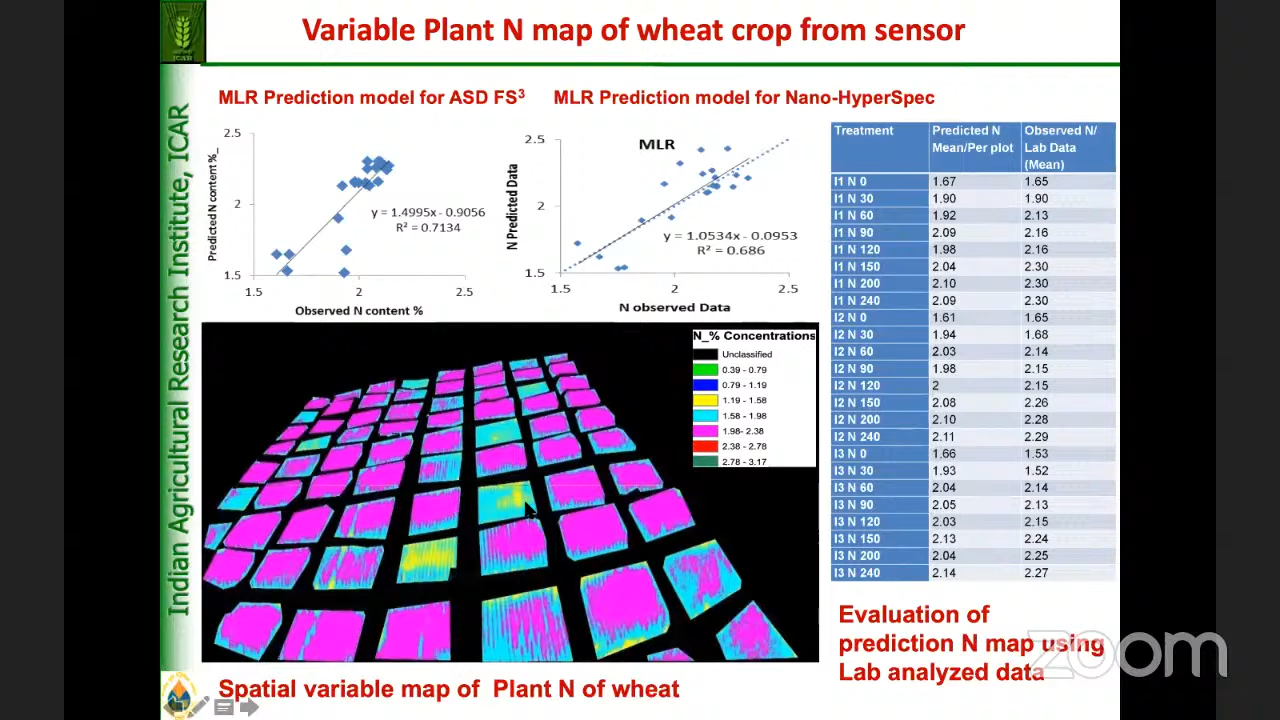 Variable Plant N map of wheat crop from sensor
ICAR
Indian Agricultural Research Institute, ICAR
MLR Prediction model for ASD FS3
MLR Prediction model for Nano-HyperSpec
Predicted N content %_
2.5
2
1.5
y = 1.4995x - 0.9056
R² = 0.7134
1.5 2 2.5
Observed N content %
N Predicted Data
MLR
2.5
2
1.5
y = 1.0534x - 0.0953
R² = 0.686
1.5 2 2.5
N observed Data
Treatment Predicted N Mean/Per plot Observed N/ Lab Data (Mean)
I1 N 0 1.67 1.65
I1 N 30 1.90 1.90
I1 N 60 1.92 2.13
I1 N 90 2.09 2.16
I1 N 120 1.98 2.16
I1 N 150 2.04 2.30
I1 N 200 2.10 2.30
I1 N 240 2.09 2.30
I2 N 0 1.61 1.65
I2 N 30 1.94 1.68
I2 N 60 2.03 2.14
I2 N 90 1.98 2.15
I2 N 120 2 2.15
I2 N 150 2.08 2.26
I2 N 200 2.10 2.28
I2 N 240 2.11 2.29
I3 N 0 1.66 1.53
I3 N 30 1.93 1.52
I3 N 60 2.04 2.14
I3 N 90 2.05 2.13
I3 N 120 2.03 2.15
I3 N 150 2.13 2.24
I3 N 200 2.04 2.25
I3 N 240 2.14 2.27
N_% Concentrations
Unclassified
0.39 - 0.79
0.79 - 1.19
1.19 - 1.58
1.58 - 1.98
1.98- 2.38
2.38 - 2.78
2.78 - 3.17
Evaluation of
prediction N map using
Lab analyzed data
zoom
Spatial variable map of Plant N of wheat